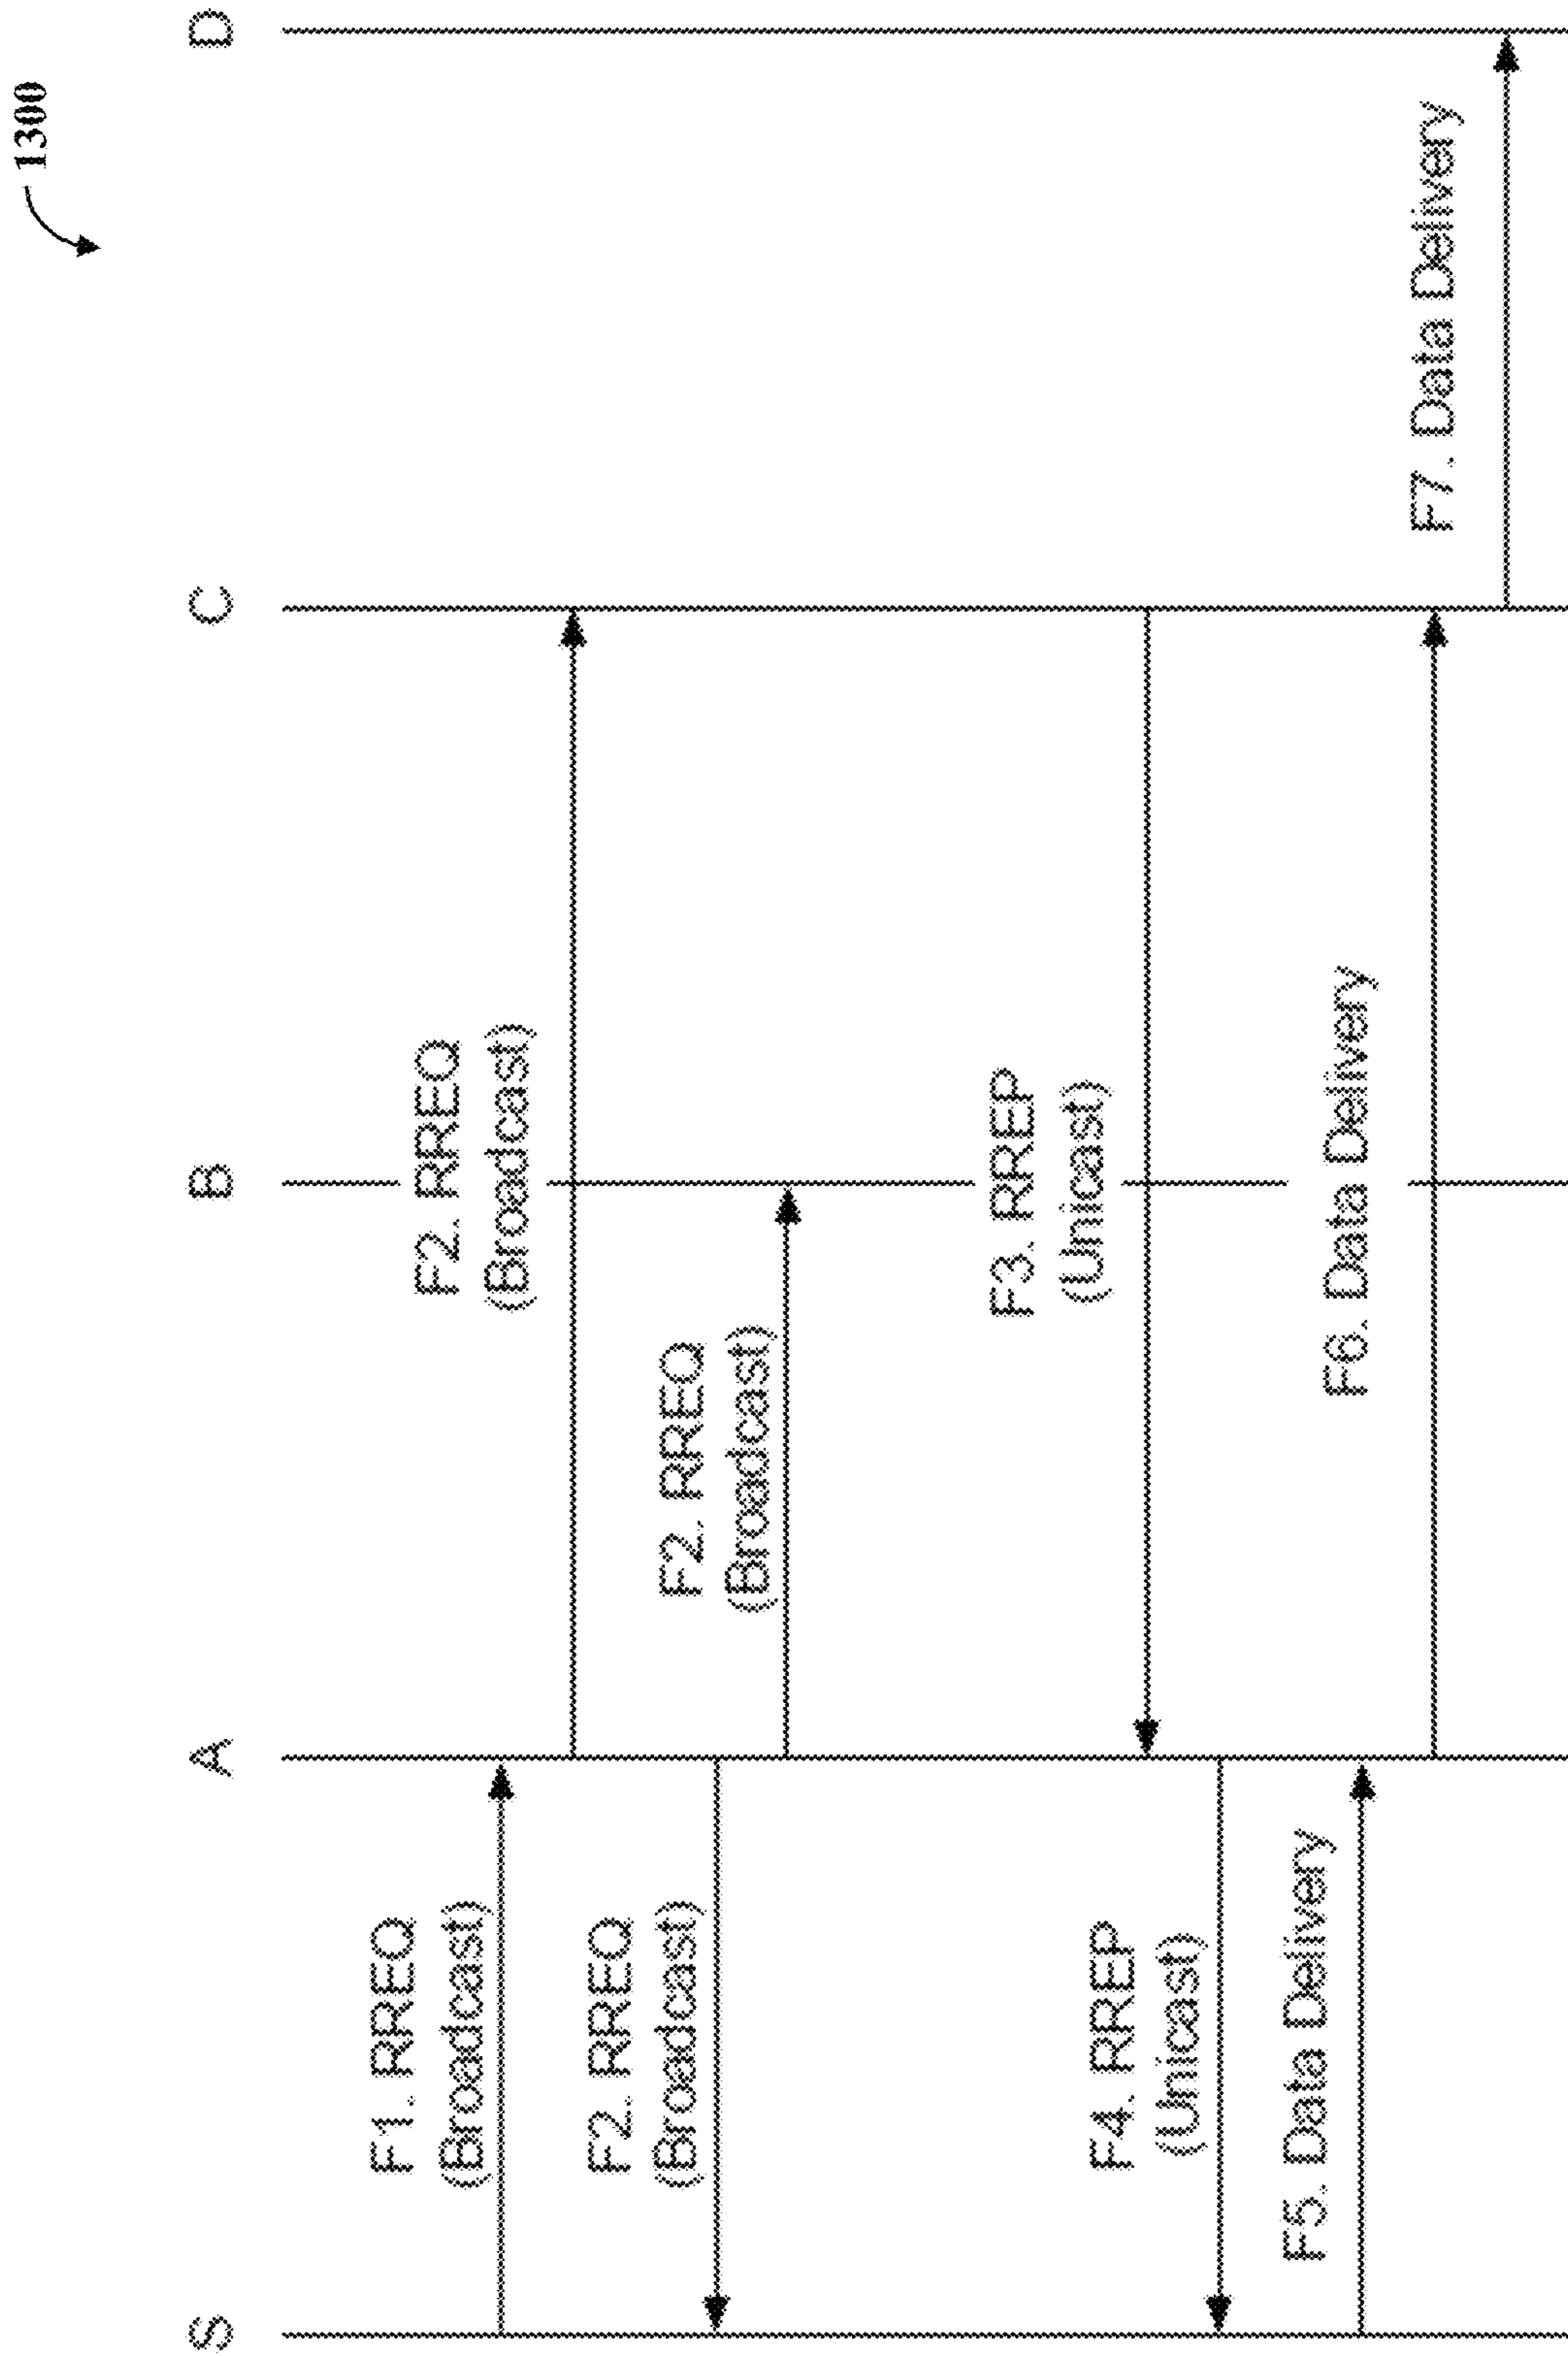 1300
S
A
B
C
D
F1. RREQ
(Broadcast)
F2. RREQ
(Broadcast)
F2. RREQ
(Broadcast)
F2. RREQ
(Broadcast)
F3. RREP
(Unicast)
F4. RREP
(Unicast)
F5. Data Delivery
F6. Data Delivery
F7. Data Delivery